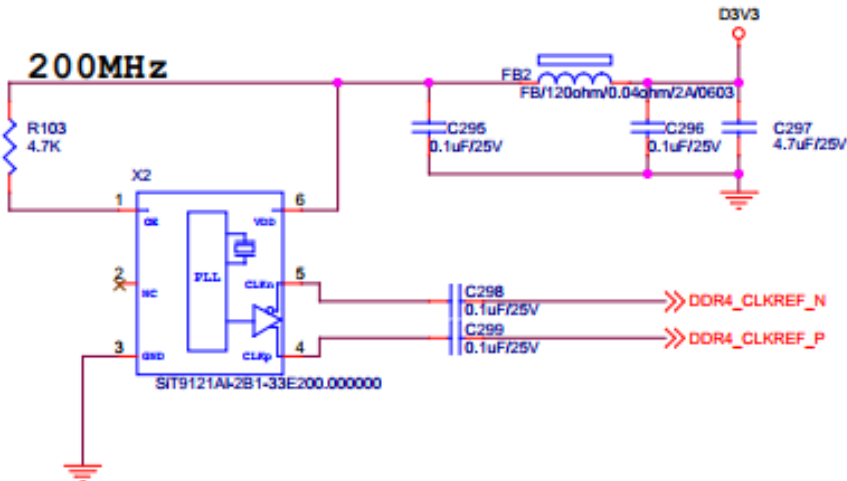 D3V3
200MHz
FB2
FB/120ohm/0.04ohm/2A/0603
R103
4.7K
C295
0.1uF/25V
C296
0.1uF/25V
C297
4.7uF/25V
X2
1
OE
VDD
6
PLL
2
NC
CLKn
5
C298
0.1uF/25V
DDR4_CLKREF_N
C299
0.1uF/25V
DDR4_CLKREF_P
3
GND
CLKp
4
SiT9121AI-2B1-33E200.000000